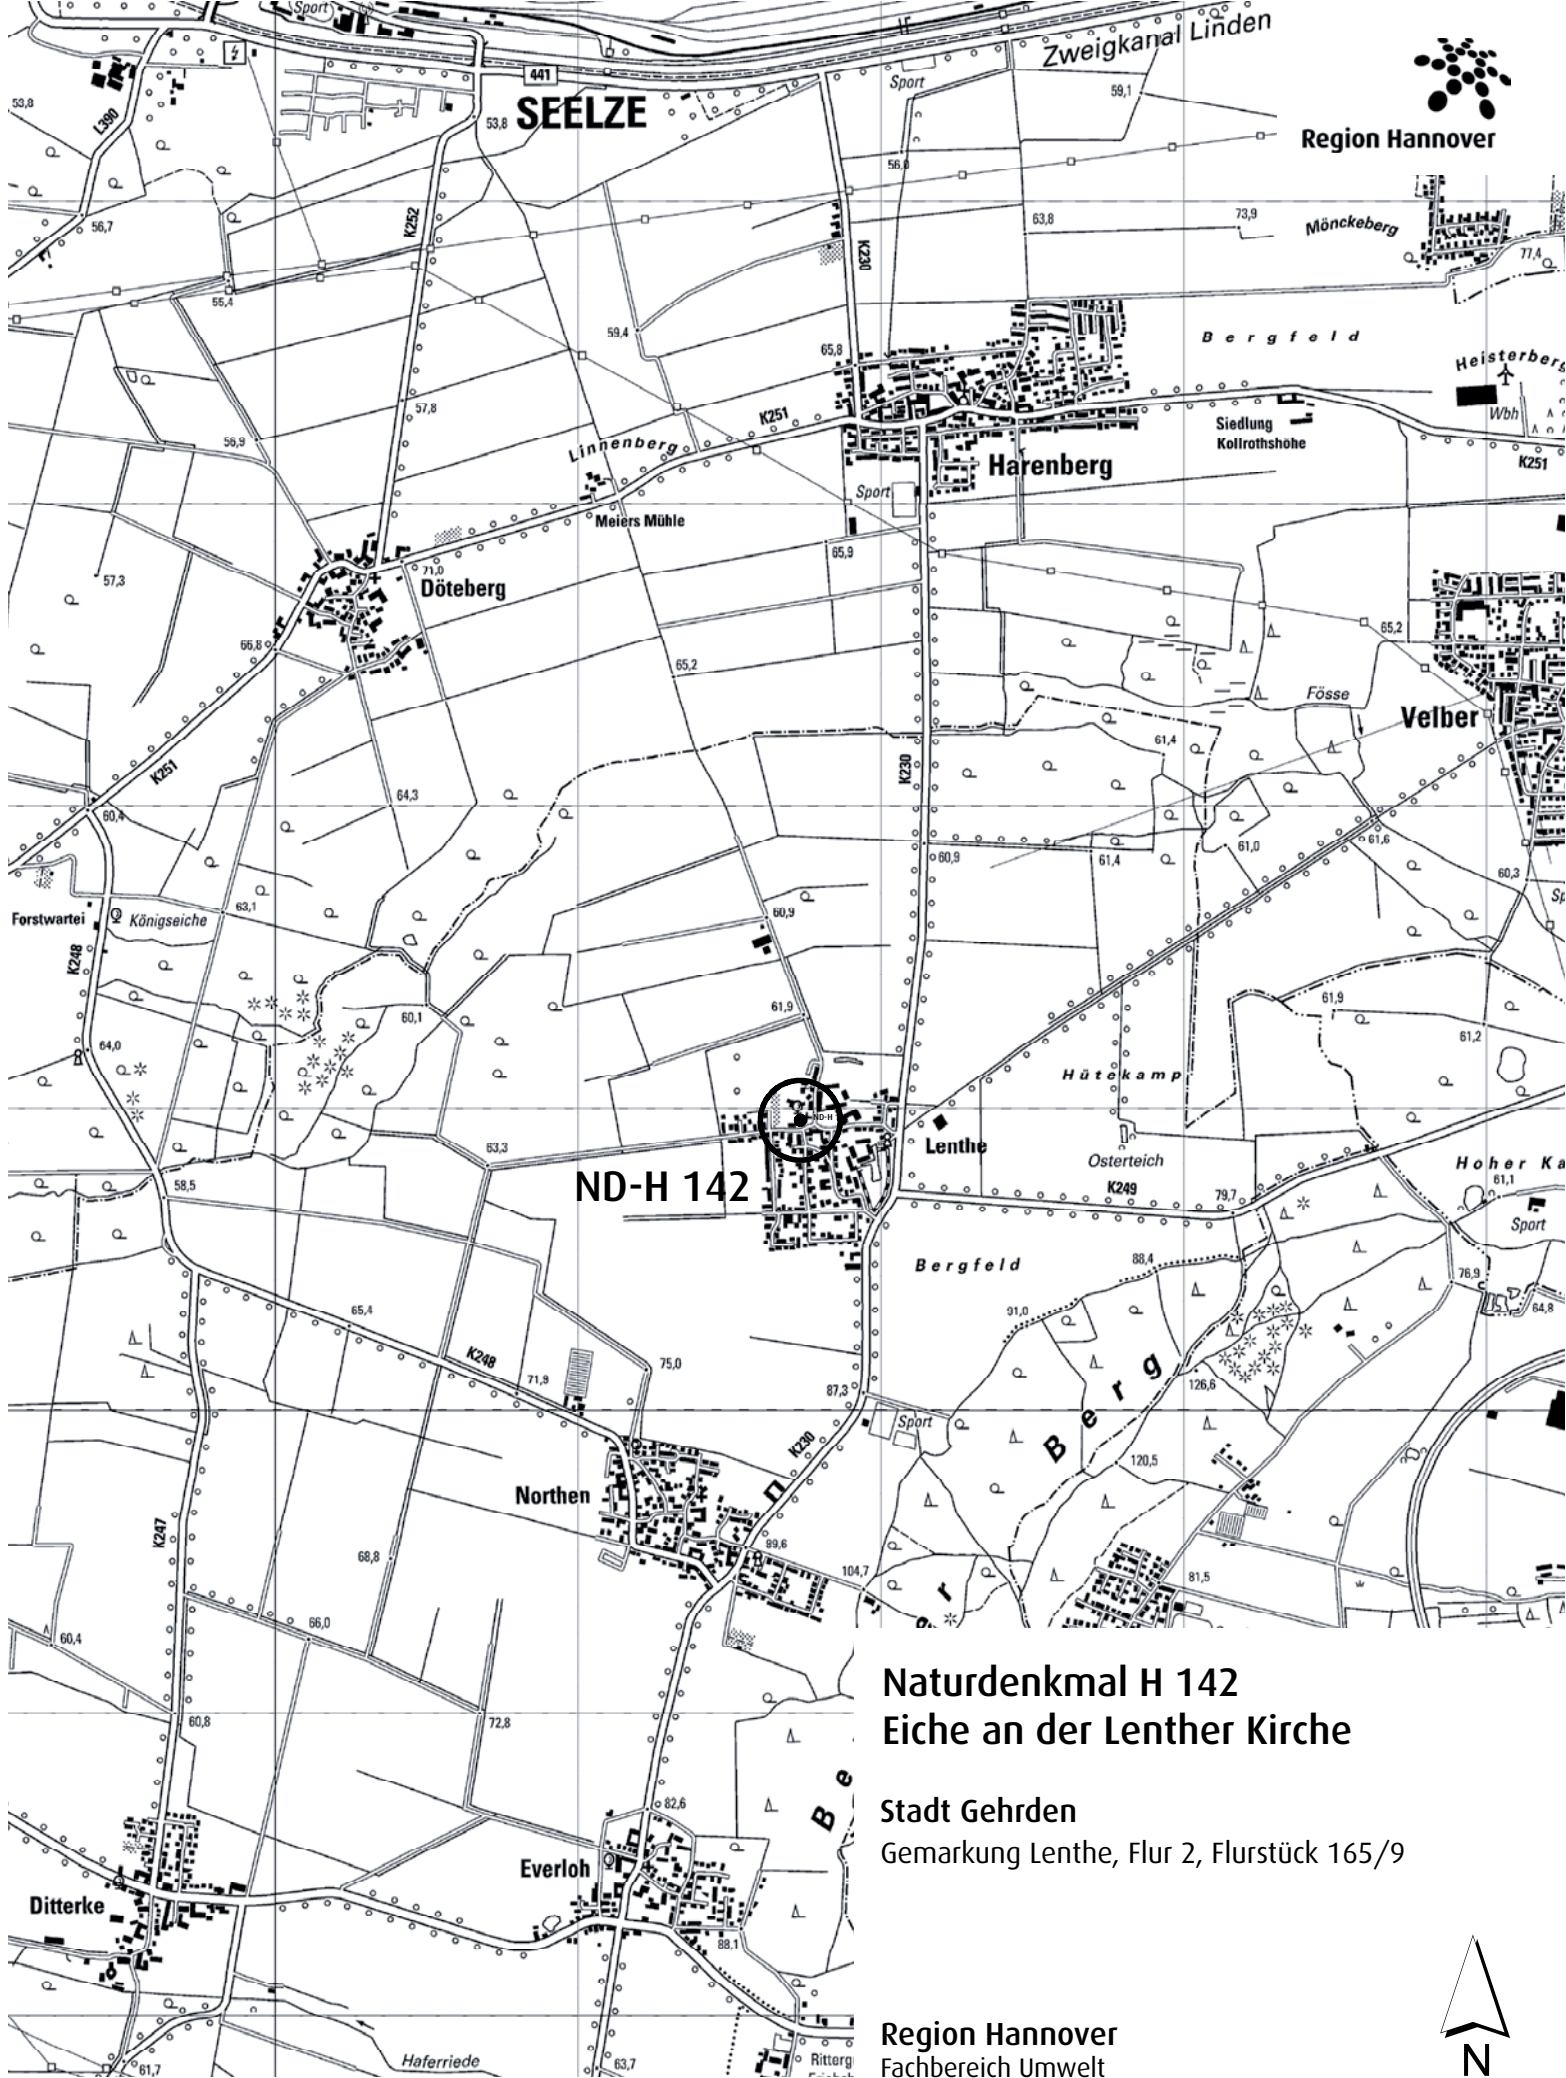 Sport
Zweigkanal Linden
441
SEELZE
Sport
59,1
53,8
L390
53,8
Region Hannover
56,0
56,7
K252
K230
63,8
73,9
Mönckeberg
77,4
55,4
59,4
65,8
Bergfeld
Heisterberg
57,8
K251
Wbh
56,9
Linnenberg
Siedlung
Kollrothshöhe
K251
Harenberg
Sport
Meiers Mühle
65,9
57,3
71,0
Döteberg
66,8
65,2
65,2
Fösse
Velber
61,4
K251
K230
64,3
60,4
61,6
60,9
61,4
61,0
60,3
Sp
Forstwartei
Königseiche
63,1
60,9
K248
61,9
61,9
60,1
61,2
64,0
Hütekamp
ND-H
Lenthe
63,3
Osterteich
Hoher Ka
ND-H 142
58,5
K249
79,7
61,1
Sport
Bergfeld
88,4
76,9
91,0
64,8
65,4
K248
75,0
Berg
71,9
87,3
126,6
Sport
K230
120,5
Northen
K247
68,8
89,6
104,7
81,5
er
66,0
60,4
60,8
72,8
Naturdenkmal H 142
Eiche an der Lenther Kirche
Be
82,6
Stadt Gehrden
Gemarkung Lenthe, Flur 2, Flurstück 165/9
Everloh
Ditterke
88,1
Region Hannover
Fachbereich Umwelt
Haferriede
61,7
63,7
Ritterg
N